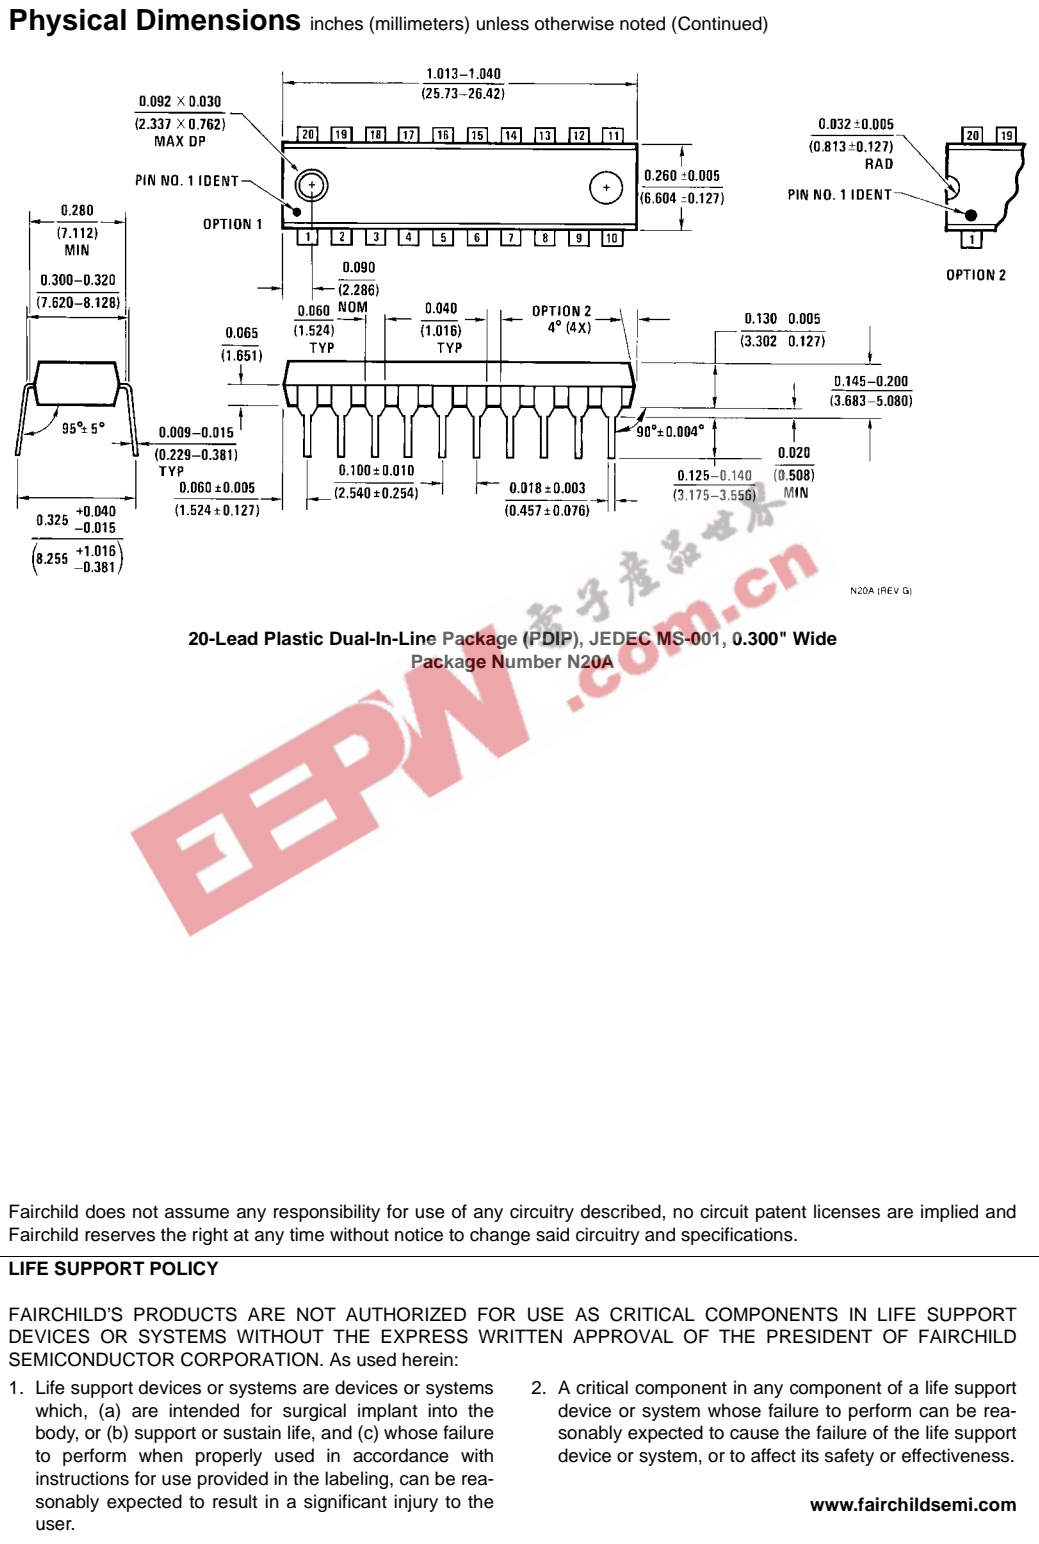 Physical Dimensions inches (millimeters) unless otherwise noted (Continued)
1.013–1.040
(25.73–26.42)
0.092 × 0.030
(2.337 × 0.762)
MAX DP
20 19 18 17 16 15 14 13 12 11
PIN NO. 1 IDENT
OPTION 1
1 2 3 4 5 6 7 8 9 10
0.260 ±0.005
(6.604 ±0.127)
0.032 ±0.005
(0.813 ±0.127)
RAD
PIN NO. 1 IDENT
20 19
1
OPTION 2
0.280
(7.112)
MIN
0.300–0.320
(7.620–8.128)
0.090
(2.286)
NOM
0.060
(1.524)
TYP
0.040
(1.016)
TYP
OPTION 2
4° (4X)
0.065
(1.651)
0.130 0.005
(3.302 0.127)
0.145–0.200
(3.683–5.080)
95°± 5°
90°±0.004°
0.009–0.015
(0.229–0.381)
TYP
0.100 ±0.010
(2.540 ±0.254)
0.020
(0.508)
MIN
0.125–0.140
(3.175–3.556)
0.060 ±0.005
(1.524 ±0.127)
0.018 ±0.003
(0.457 ±0.076)
0.325 +0.040
–0.015
(8.255 +1.016
–0.381)
N20A (REV G)
20-Lead Plastic Dual-In-Line Package (PDIP), JEDEC MS-001, 0.300" Wide
Package Number N20A
EEPW.com.cn
電子產品世界
Fairchild does not assume any responsibility for use of any circuitry described, no circuit patent licenses are implied and
Fairchild reserves the right at any time without notice to change said circuitry and specifications.
LIFE SUPPORT POLICY
FAIRCHILD'S PRODUCTS ARE NOT AUTHORIZED FOR USE AS CRITICAL COMPONENTS IN LIFE SUPPORT
DEVICES OR SYSTEMS WITHOUT THE EXPRESS WRITTEN APPROVAL OF THE PRESIDENT OF FAIRCHILD
SEMICONDUCTOR CORPORATION. As used herein:
1. Life support devices or systems are devices or systems
which, (a) are intended for surgical implant into the
body, or (b) support or sustain life, and (c) whose failure
to perform when properly used in accordance with
instructions for use provided in the labeling, can be rea-
sonably expected to result in a significant injury to the
user.
2. A critical component in any component of a life support
device or system whose failure to perform can be rea-
sonably expected to cause the failure of the life support
device or system, or to affect its safety or effectiveness.
www.fairchildsemi.com